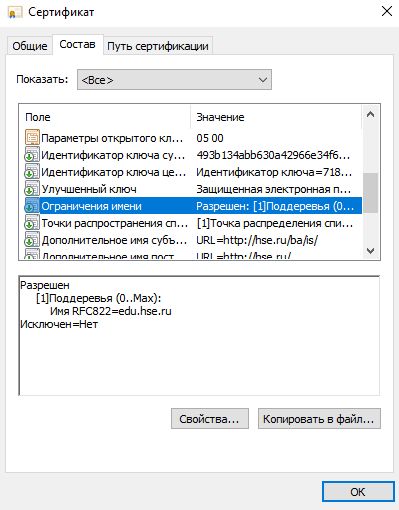 Сертификат
Общие Состав Путь сертификации
Показать: <Все>
Поле Значение
Параметры открытого кл... 05 00
Идентификатор ключа су... 493b134abb630a42966e34f6...
Идентификатор ключа це... Идентификатор ключа=718...
Улучшенный ключ Защищенная электронная п...
Ограничения имени Разрешен: [1]Поддеревья (0...
Точки распространения сп... [1]Точка распределения спи...
Дополнительное имя субъ... URL=http://hse.ru/ba/is/
Дополнительное имя пост... URL=http://hse.ru/
Разрешен
[1]Поддеревья (0..Max):
Имя RFC822=edu.hse.ru
Исключен=Нет
Свойства... Копировать в файл...
ОК